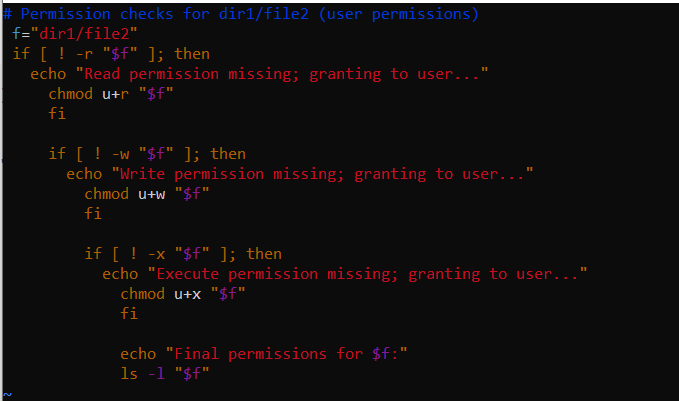 # Permission checks for dir1/file2 (user permissions)
f="dir1/file2"
if [ ! -r "$f" ]; then
echo "Read permission missing; granting to user..."
chmod u+r "$f"
fi
if [ ! -w "$f" ]; then
echo "Write permission missing; granting to user..."
chmod u+w "$f"
fi
if [ ! -x "$f" ]; then
echo "Execute permission missing; granting to user..."
chmod u+x "$f"
fi
echo "Final permissions for $f:"
ls -l "$f"
~